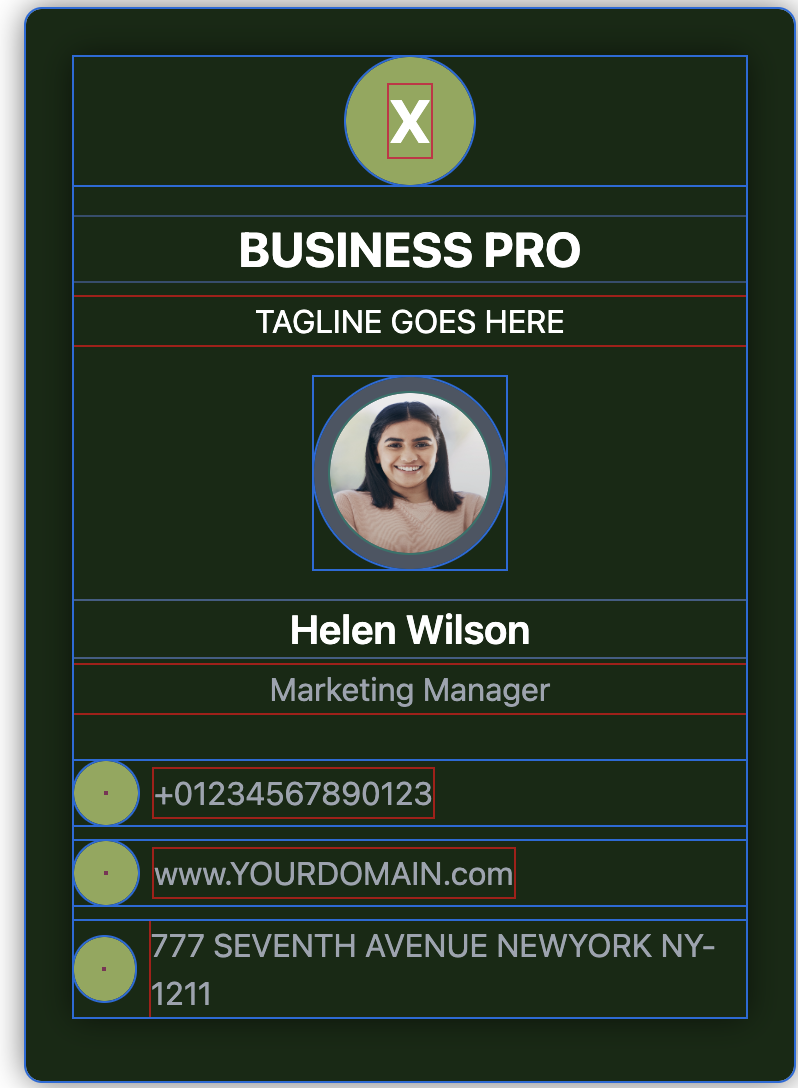 X
BUSINESS PRO
TAGLINE GOES HERE
Helen Wilson
Marketing Manager
+01234567890123
www.YOURDOMAIN.com
777 SEVENTH AVENUE NEWYORK NY-
1211